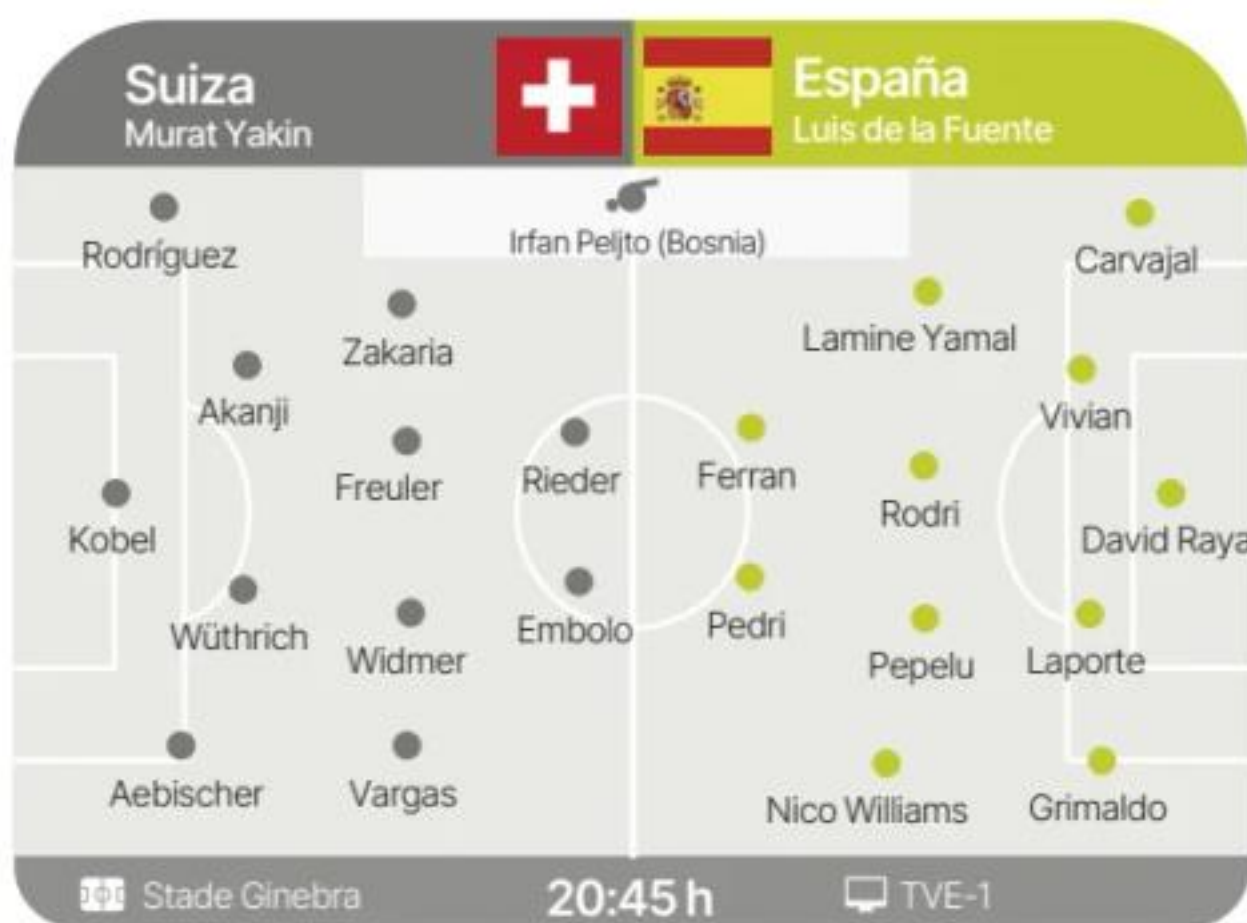 Suiza
Murat Yakin
España
Luis de la Fuente
Irfan Peljto (Bosnia)
Rodríguez
Zakaria
Akanji
Freuler
Rieder
Kobel
Wüthrich
Widmer
Embolo
Aebischer
Vargas
Carvajal
Lamine Yamal
Vivian
Ferran
Rodri
David Raya
Pedri
Pepelu
Laporte
Nico Williams
Grimaldo
Stade Ginebra
20:45 h
TVE-1